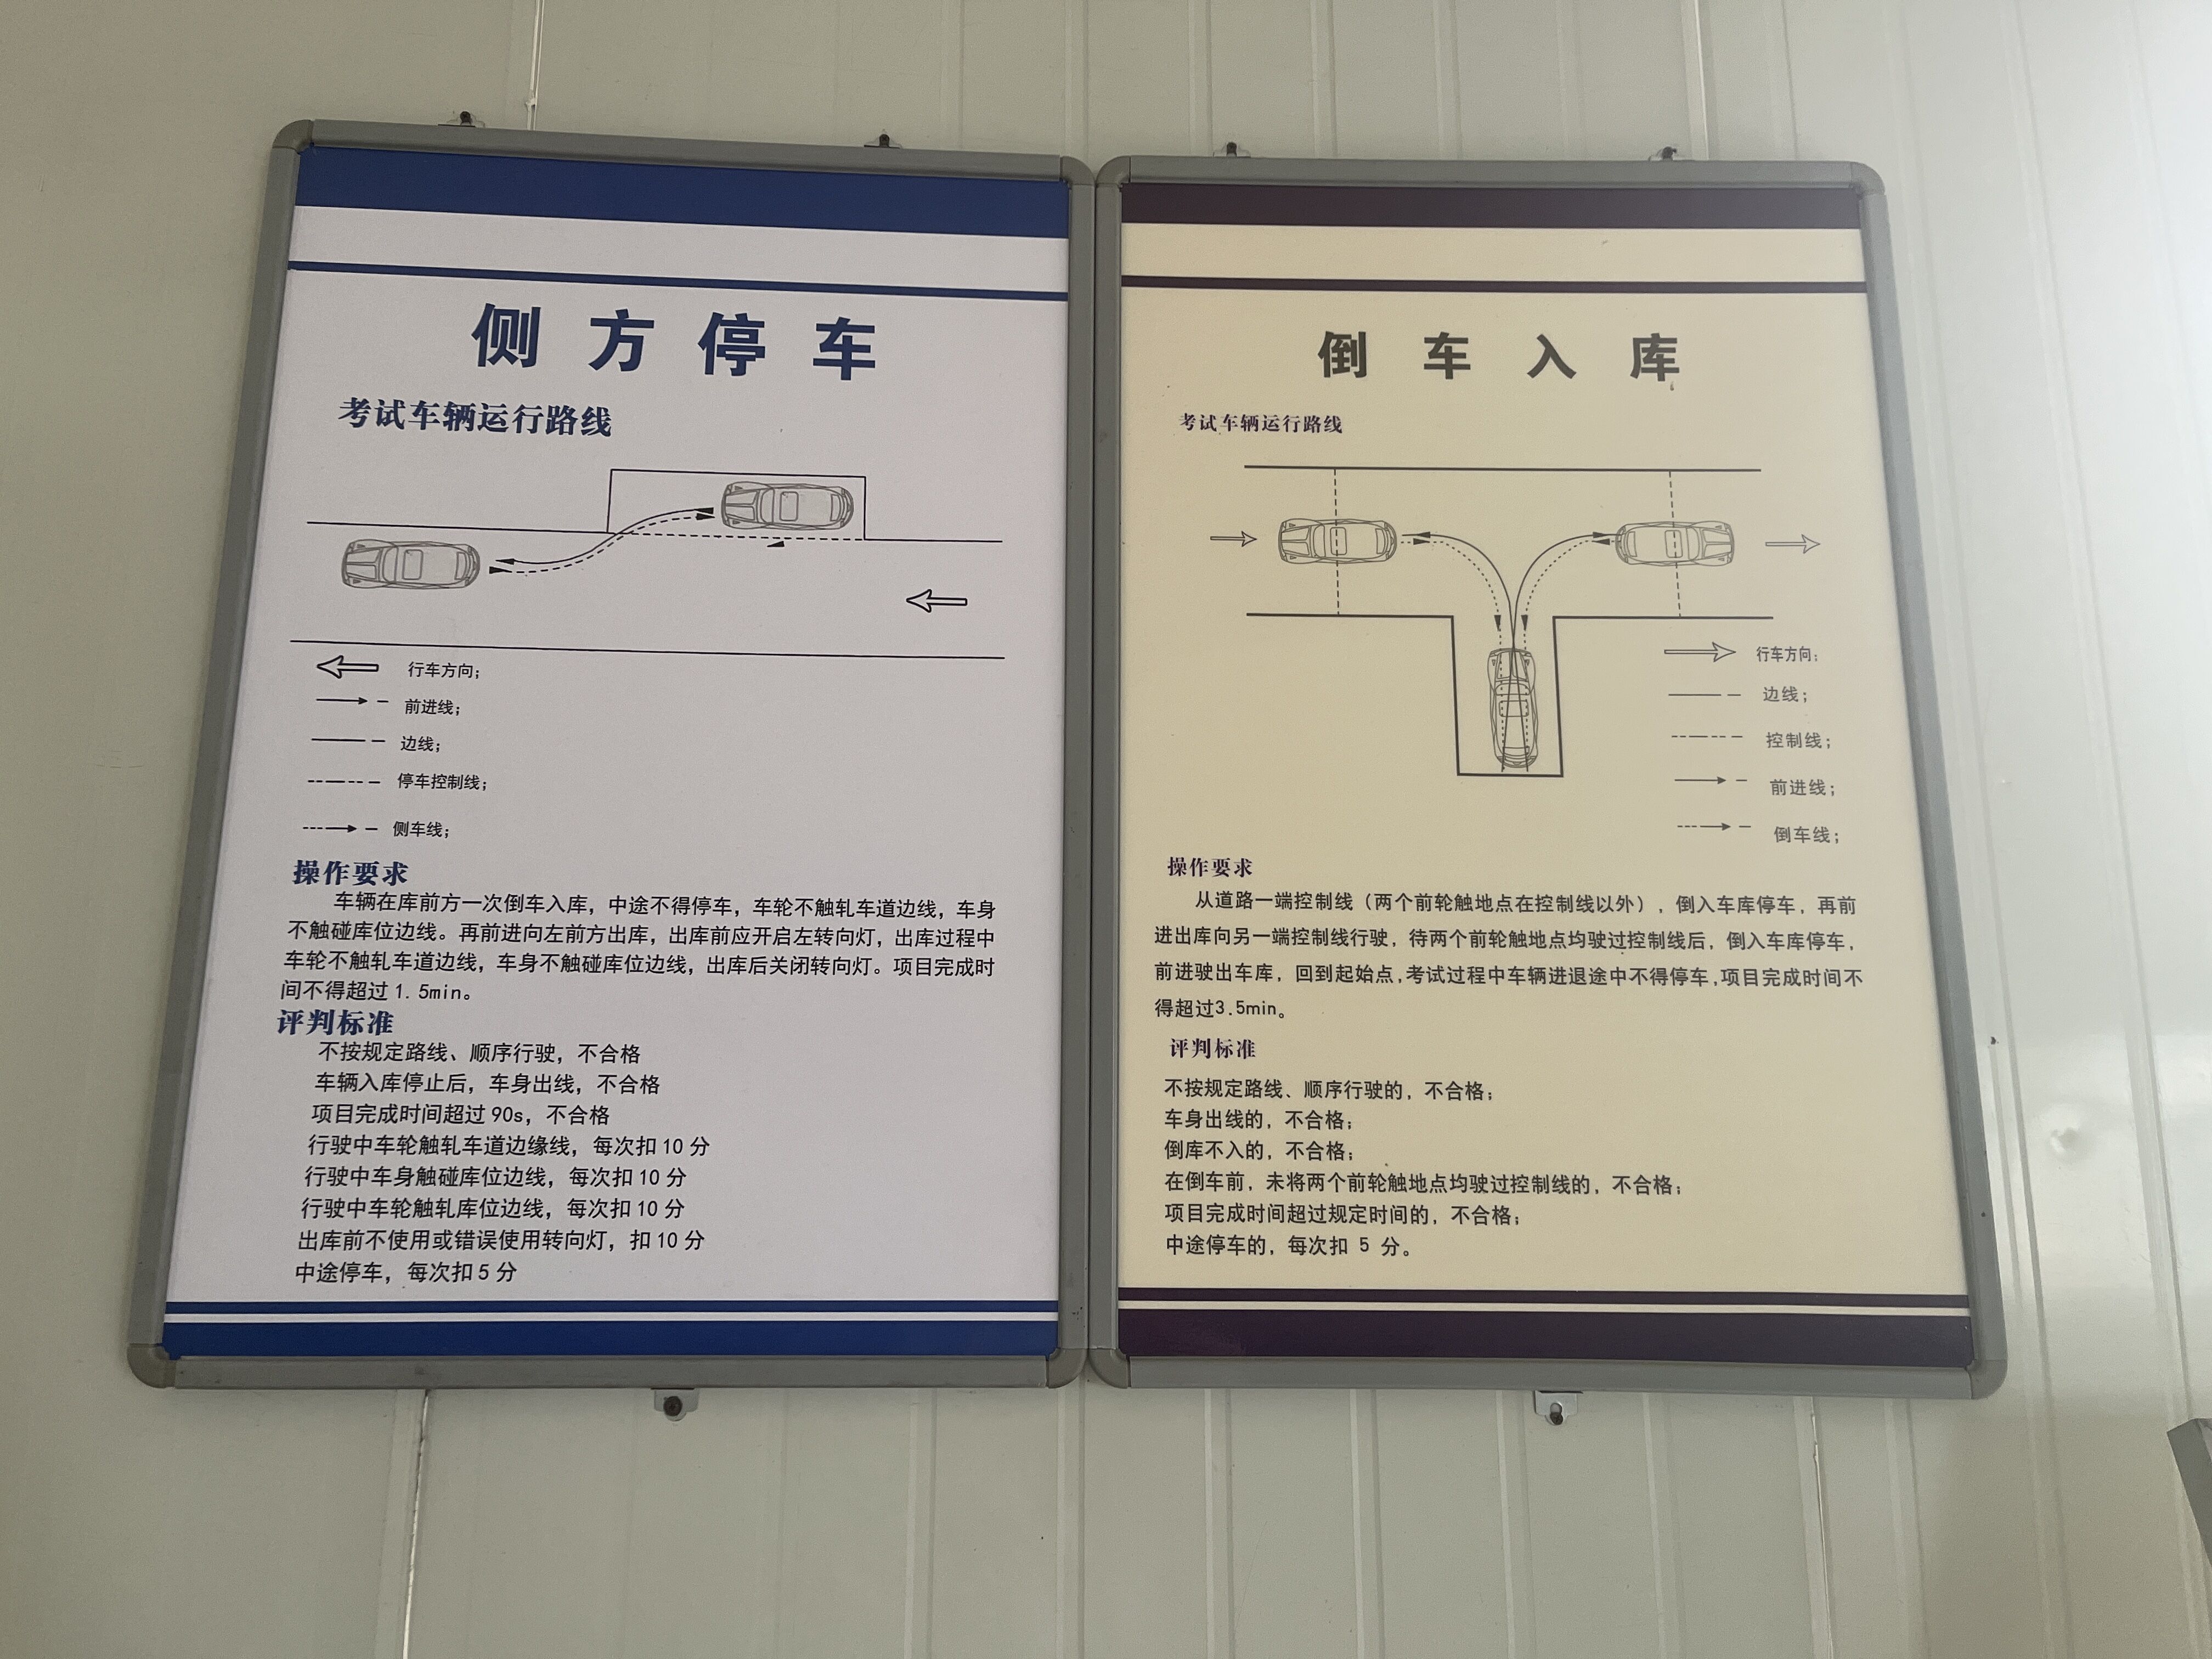 侧方停车
考试车辆运行路线
行车方向；
前进线；
边线；
停车控制线；
侧车线；
操作要求
车辆在库前方一次倒车入库，中途不得停车，车轮不触轧车道边线，车身
不触碰库位边线。再前进向左前方出库，出库前应开启左转向灯，出库过程中
车轮不触轧车道边线，车身不触碰库位边线，出库后关闭转向灯。项目完成时
间不得超过1.5min。
评判标准
不按规定路线、顺序行驶，不合格
车辆入库停止后，车身出线，不合格
项目完成时间超过90s，不合格
行驶中车轮触轧车道边缘线，每次扣10分
行驶中车身触碰库位边线，每次扣10分
行驶中车轮触轧库位边线，每次扣10分
出库前不使用或错误使用转向灯，扣10分
中途停车，每次扣5分
倒车入库
考试车辆运行路线
行车方向；
边线；
控制线；
前进线；
倒车线；
操作要求
从道路一端控制线（两个前轮触地点在控制线以外），倒入车库停车，再前
进出库向另一端控制线行驶，待两个前轮触地点均驶过控制线后，倒入车库停车，
前进驶出车库，回到起始点,考试过程中车辆进退途中不得停车,项目完成时间不
得超过3.5min。
评判标准
不按规定路线、顺序行驶的，不合格；
车身出线的，不合格；
倒库不入的，不合格；
在倒车前，未将两个前轮触地点均驶过控制线的，不合格；
项目完成时间超过规定时间的，不合格；
中途停车的，每次扣 5 分。